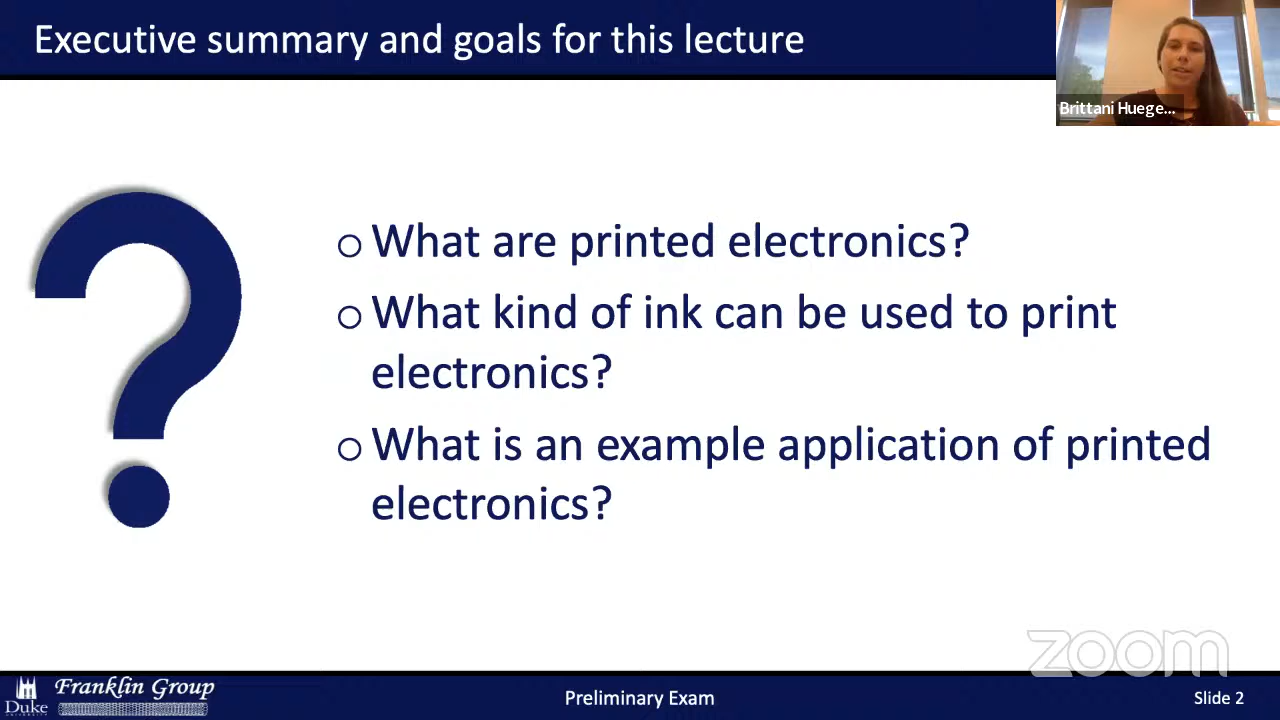 Executive summary and goals for this lecture
Brittani Huege...
o What are printed electronics?
o What kind of ink can be used to print
electronics?
o What is an example application of printed
electronics?
zoom
Franklin Group
Duke
Preliminary Exam
Slide 2